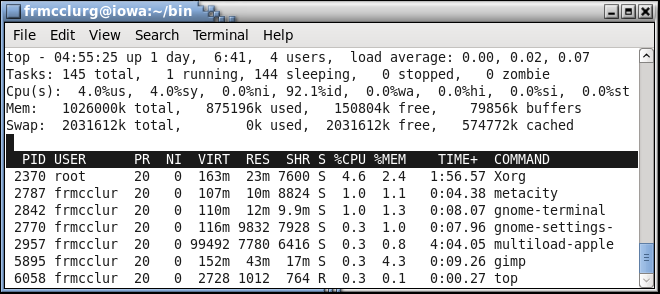 frmcclurg@iowa:~/bin
File Edit View Search Terminal Help
top - 04:55:25 up 1 day,  6:41,  4 users,  load average: 0.00, 0.02, 0.07
Tasks: 145 total,   1 running, 144 sleeping,   0 stopped,   0 zombie
Cpu(s):  4.0%us,  4.0%sy,  0.0%ni, 92.1%id,  0.0%wa,  0.0%hi,  0.0%si,  0.0%st
Mem:   1026000k total,   875196k used,   150804k free,    79856k buffers
Swap:  2031612k total,        0k used,  2031612k free,   574772k cached
PID USER      PR  NI  VIRT  RES  SHR S %CPU %MEM    TIME+  COMMAND
2370 root      20   0  163m  23m 7600 S  4.6  2.4   1:56.57 Xorg
2787 frmcclur  20   0  107m  10m 8824 S  1.0  1.1   0:04.38 metacity
2842 frmcclur  20   0  110m  12m 9.9m S  1.0  1.3   0:08.07 gnome-terminal
2770 frmcclur  20   0  116m 9832 7928 S  0.3  1.0   0:07.96 gnome-settings-
2957 frmcclur  20   0 99492 7780 6416 S  0.3  0.8   4:04.05 multiload-apple
5895 frmcclur  20   0  152m  43m  17m S  0.3  4.3   0:09.26 gimp
6058 frmcclur  20   0  2728 1012  764 R  0.3  0.1   0:00.27 top